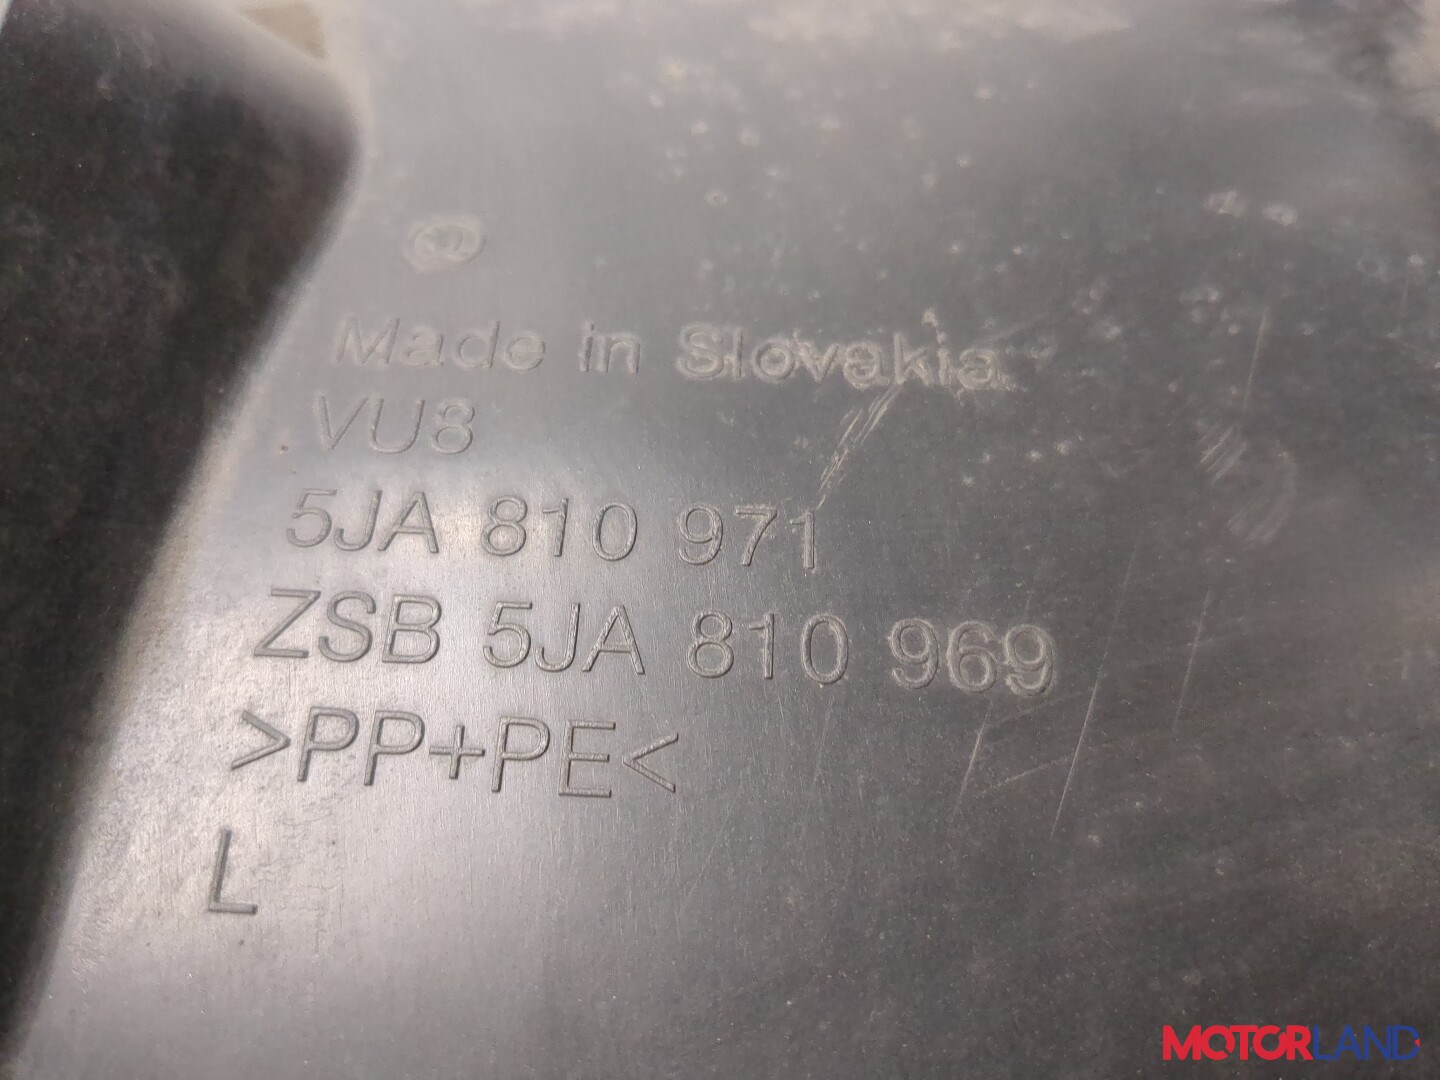 Made in Slovakia
VU8
5JA 810 971
ZSB 5JA 810 969
>PP+PE<
L
MOTORLAND